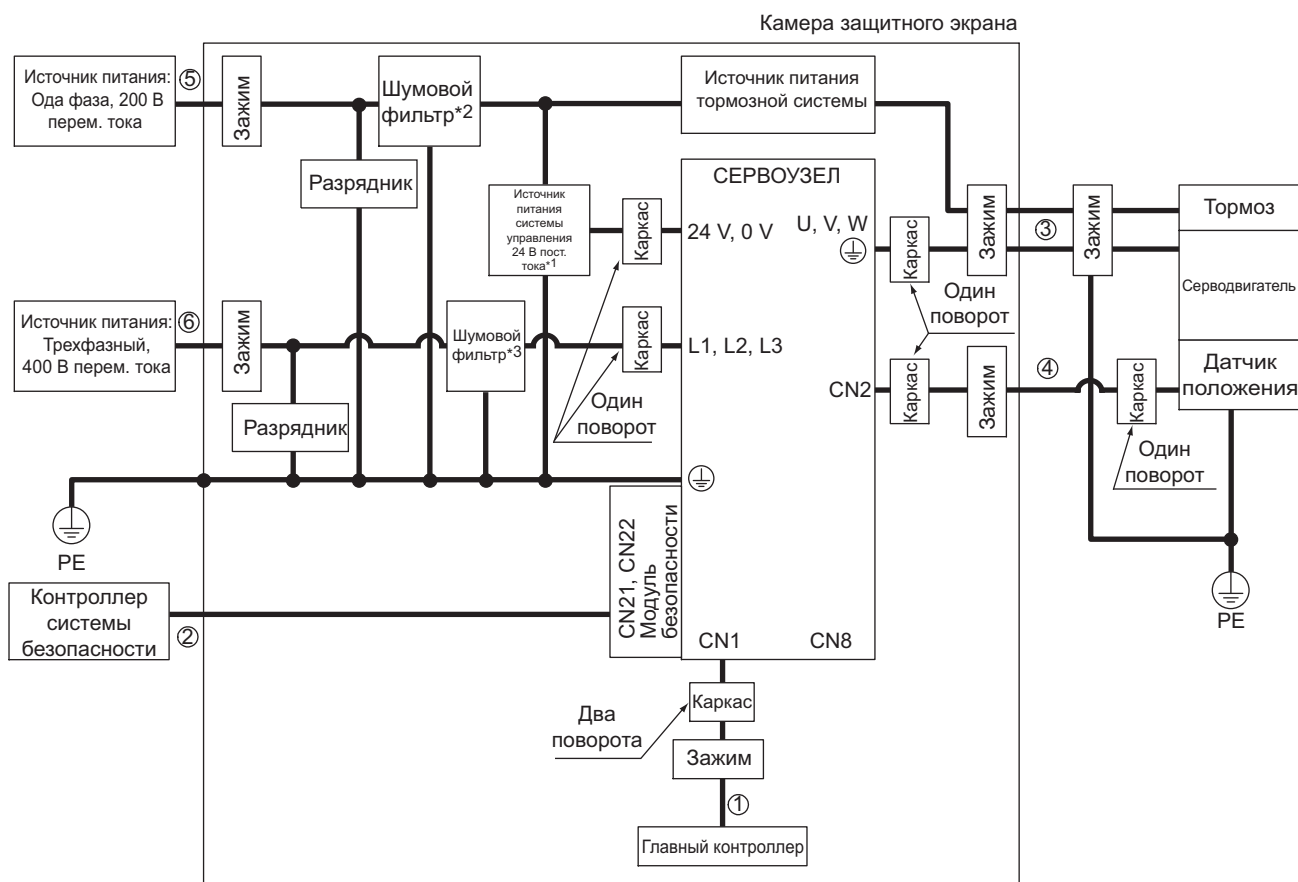 Камера защитного экрана
Источник питания:
Ода фаза, 200 В
перем. тока
⑤
Зажим
Шумовой
фильтр*2
Источник питания
тормозной системы
Разрядник
Источник
питания
системы
управления
24 В пост.
тока*1
Каркас
СЕРВОУЗЕЛ
24 V, 0 V
U, V, W
Каркас
Зажим
③
Зажим
Тормоз
Серводвигатель
Один
поворот
Источник питания:
Трехфазный,
400 В перем. тока
⑥
Зажим
Шумовой
фильтр*3
Каркас
L1, L2, L3
CN2
Каркас
Зажим
④
Каркас
Датчик
положения
Разрядник
Один
поворот
Один
поворот
PE
CN21, CN22
Модуль
безопасности
PE
Контроллер
системы
безопасности
②
CN1
CN8
Каркас
Два
поворота
Зажим
①
Главный контроллер